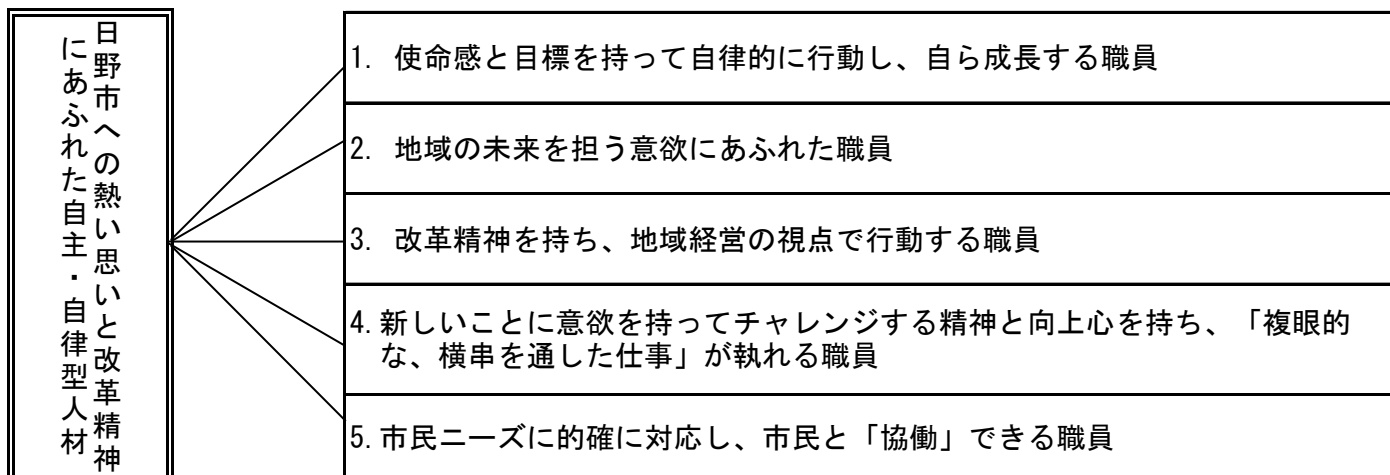 日野市への熱い思いと改革精神
にあふれた自主・自律型人材
1. 使命感と目標を持って自律的に行動し、自ら成長する職員
2. 地域の未来を担う意欲にあふれた職員
3. 改革精神を持ち、地域経営の視点で行動する職員
4. 新しいことに意欲を持ってチャレンジする精神と向上心を持ち、「複眼的
な、横串を通した仕事」が執れる職員
5. 市民ニーズに的確に対応し、市民と「協働」できる職員